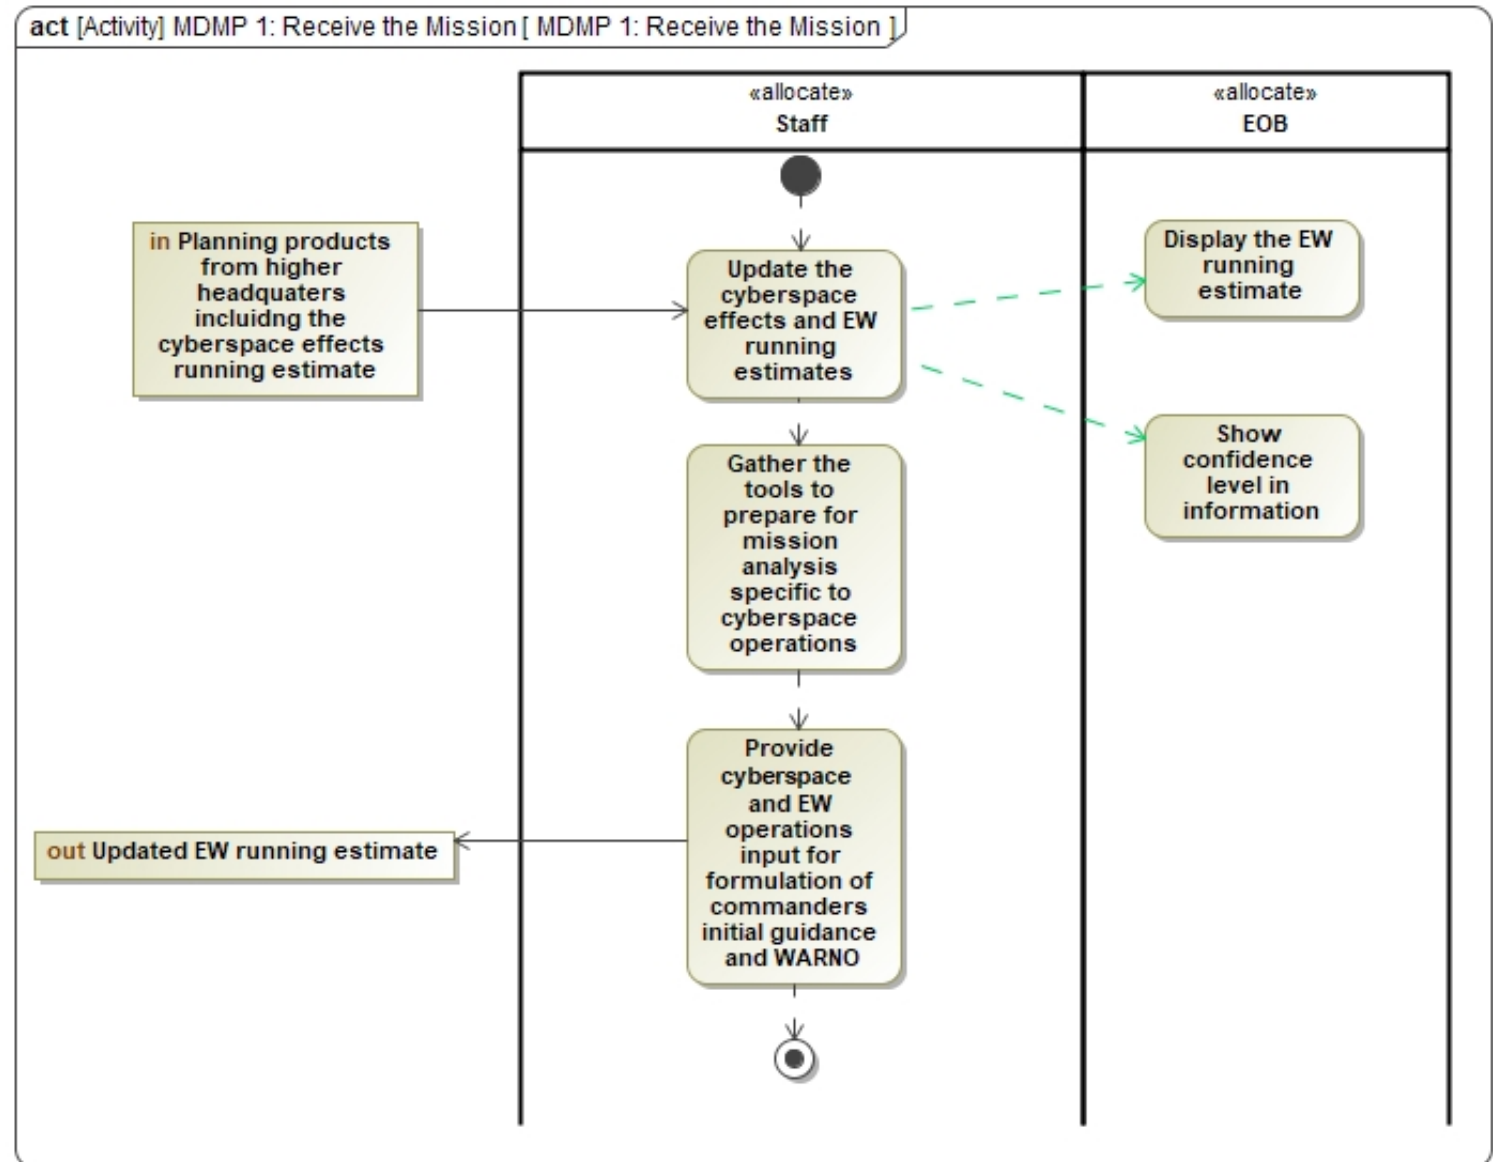 act [Activity] MDMP 1: Receive the Mission [ MDMP 1: Receive the Mission ]
«allocate»
Staff
«allocate»
EOB
in Planning products
from higher
headquaters
incluidng the
cyberspace effects
running estimate
Update the
cyberspace
effects and EW
running
estimates
Display the EW
running
estimate
Show
confidence
level in
information
Gather the
tools to
prepare for
mission
analysis
specific to
cyberspace
operations
Provide
cyberspace
and EW
operations
input for
formulation of
commanders
initial guidance
and WARNO
out Updated EW running estimate